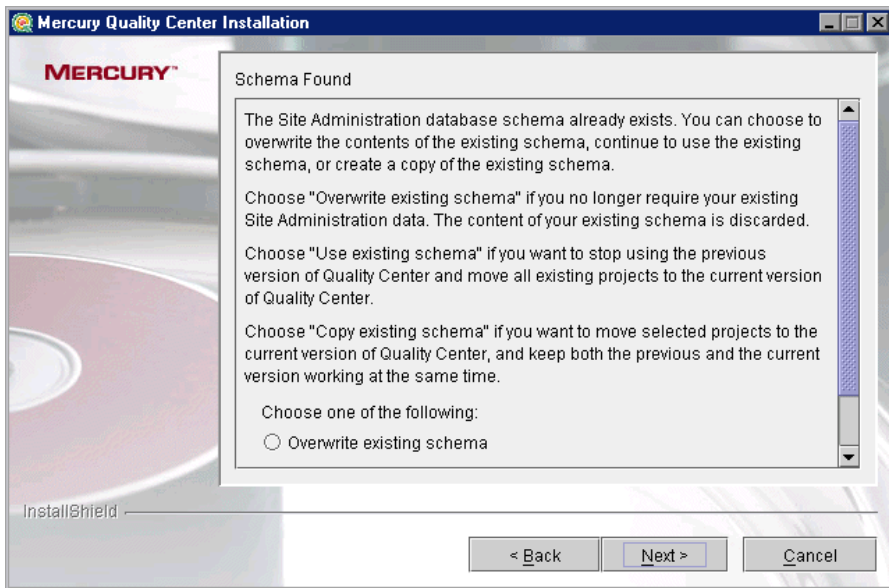 Mercury Quality Center Installation
MERCURY™
Schema Found
The Site Administration database schema already exists. You can choose to
overwrite the contents of the existing schema, continue to use the existing
schema, or create a copy of the existing schema.
Choose "Overwrite existing schema" if you no longer require your existing
Site Administration data. The content of your existing schema is discarded.
Choose "Use existing schema" if you want to stop using the previous
version of Quality Center and move all existing projects to the current version
of Quality Center.
Choose "Copy existing schema" if you want to move selected projects to the
current version of Quality Center, and keep both the previous and the current
version working at the same time.
Choose one of the following:
Overwrite existing schema
InstallShield
< Back Next > Cancel